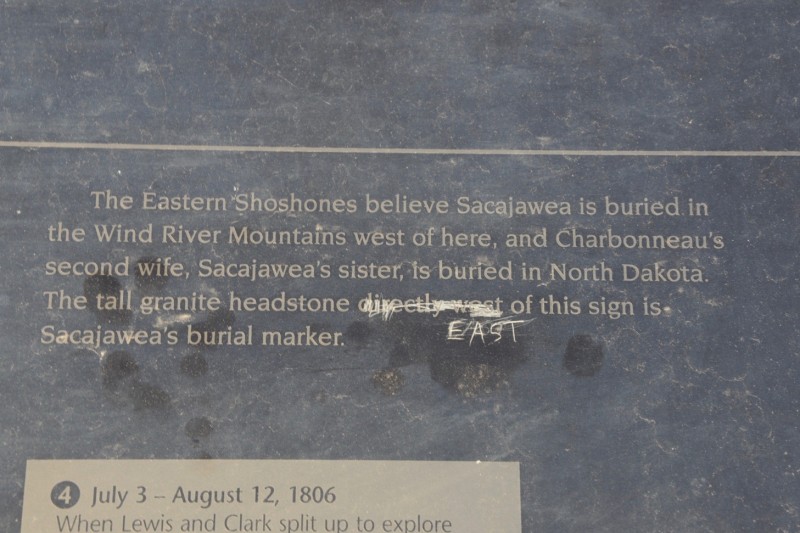 The Eastern Shoshones believe Sacajawea is buried in
the Wind River Mountains west of here, and Charbonneau's
second wife, Sacajawea's sister, is buried in North Dakota.
The tall granite headstone directly west of this sign is
EAST
Sacajawea's burial marker.
4 July 3 – August 12, 1806
When Lewis and Clark split up to explore